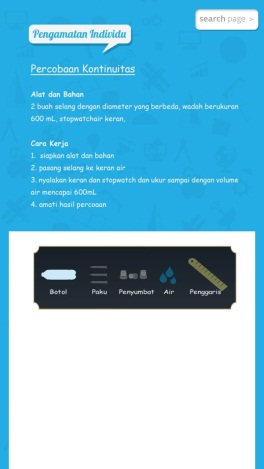 search page >
Pengamatan Individu
Percobaan Kontinuitas
Alat dan Bahan
2 buah selang dengan diameter yang berbeda, wadah berukuran
600 mL, stopwatchair keran,
Cara Kerja
1. siapkan alat dan bahan
2. pasang selang ke keran air
3. nyalakan keran dan stopwatch dan ukur sampai dengan volume
air mencapai 600mL
4. amati hasil percoaan
Botol Paku Penyumbat Air Penggaris